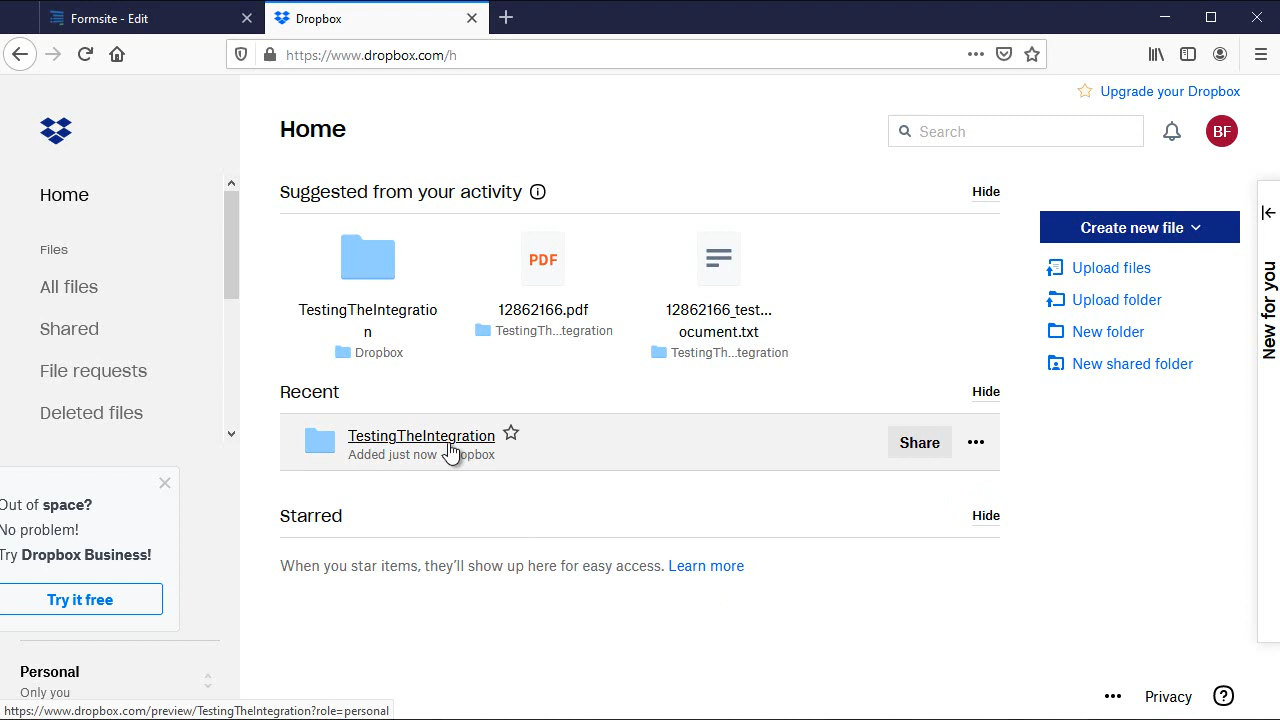 Formsite - Edit
Dropbox
https://www.dropbox.com/h
Upgrade your Dropbox
Home
Search
BF
Home
Files
All files
Shared
File requests
Deleted files
Out of space?
No problem!
Try Dropbox Business!
Try it free
Personal
Only you
Suggested from your activity
Hide
TestingTheIntegratio
n
Dropbox
PDF
12862166.pdf
TestingTh...tegration
12862166_test...
ocument.txt
TestingTh...tegration
Recent
Hide
TestingTheIntegration
Added just now
Share
Starred
Hide
When you star items, they'll show up here for easy access. Learn more
Create new file
Upload files
Upload folder
New folder
New shared folder
New for you
Privacy
https://www.dropbox.com/preview/TestingTheIntegration?role=personal